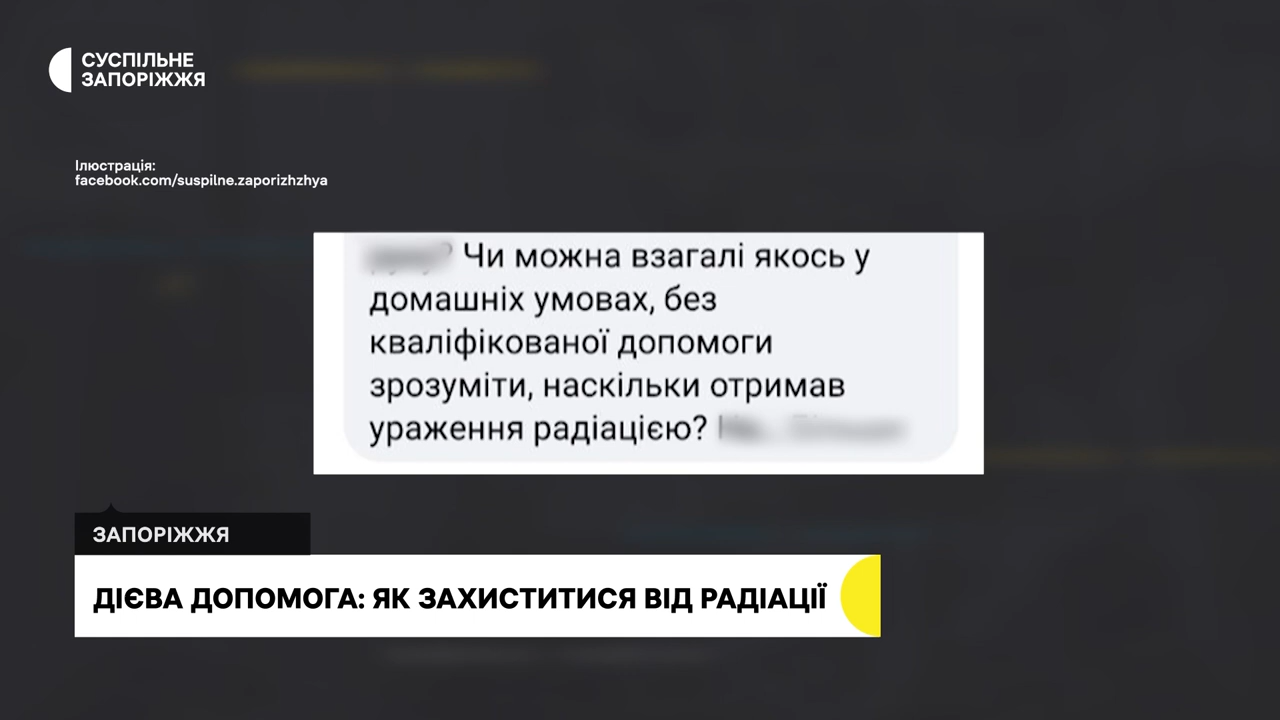 СУСПІЛЬНЕ
ЗАПОРІЖЖЯ
Ілюстрація:
facebook.com/suspilne.zaporizhzhya
Чи можна взагалі якось у
домашніх умовах, без
кваліфікованої допомоги
зрозуміти, наскільки отримав
ураження радіацією?
ЗАПОРІЖЖЯ
ДІЄВА ДОПОМОГА: ЯК ЗАХИСТИТИСЯ ВІД РАДІАЦІЇ